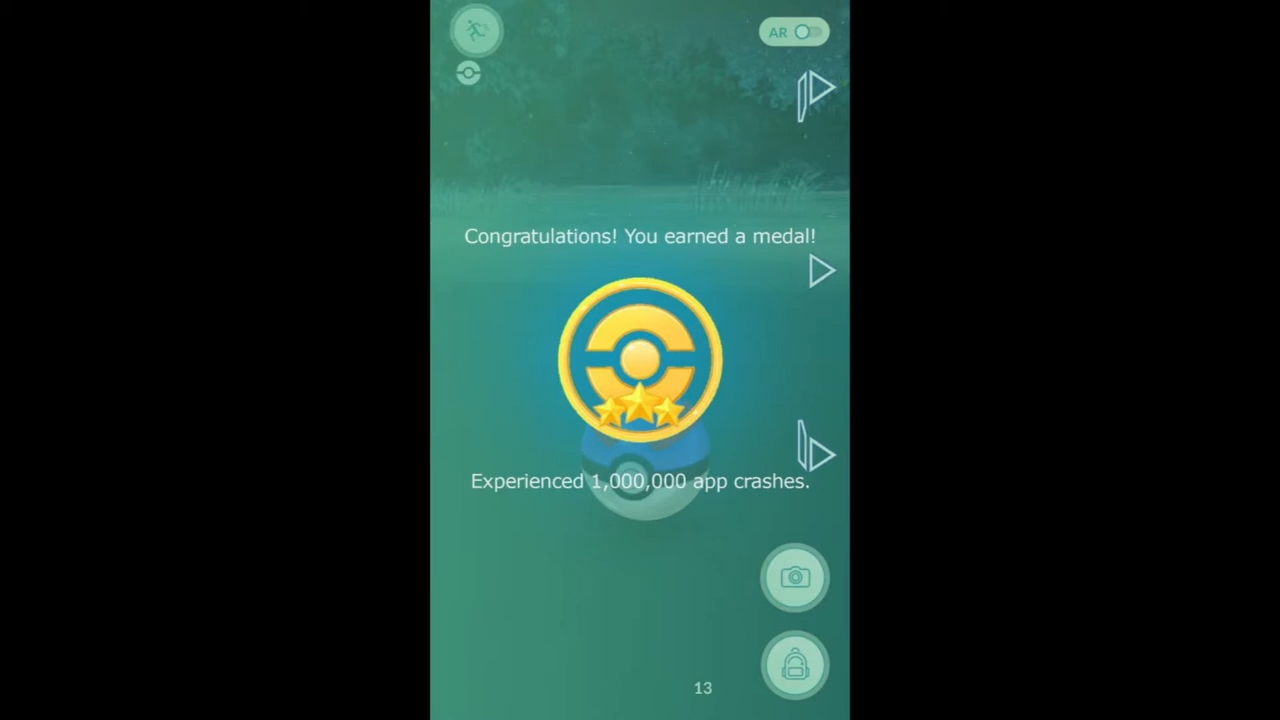 AR
Congratulations! You earned a medal!
Experienced 1,000,000 app crashes.
13